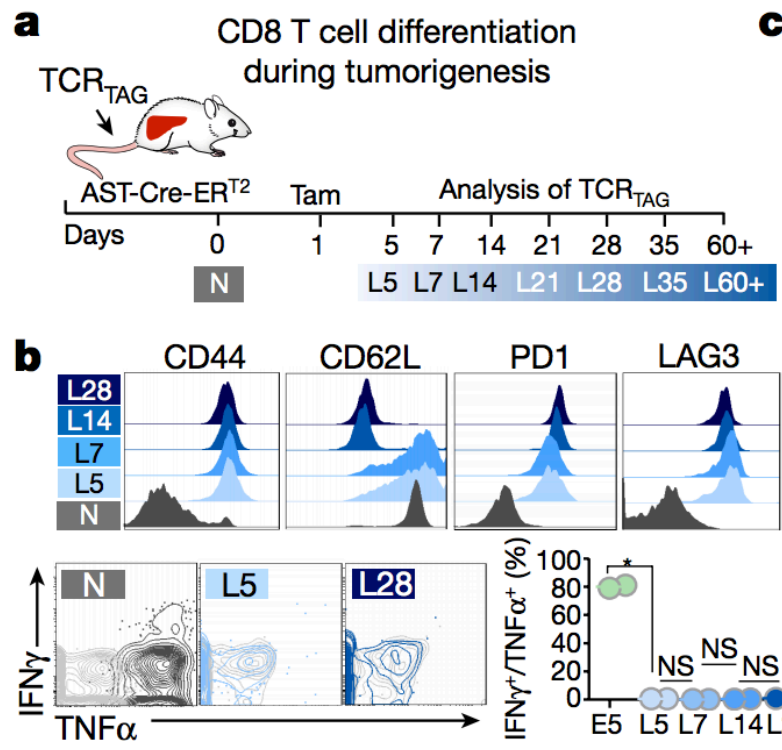 a
CD8 T cell differentiation
during tumorigenesis
c
TCRTAG
AST-Cre-ERT2
Tam
Analysis of TCRTAG
Days
0 1 5 7 14 21 28 35 60+
N L5 L7 L14 L21 L28 L35 L60+
b
CD44 CD62L PD1 LAG3
L28
L14
L7
L5
N
N L5 L28
IFNγ
TNFα
IFNγ+/TNFα+ (%)
100
80
60
40
20
0
*
NS NS NS
E5 L5 L7 L14 L